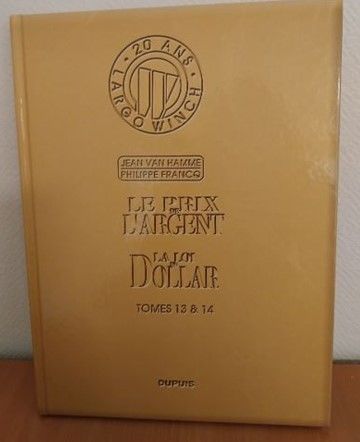 20 ANS
LARGO WINCH
W
JEAN VAN HAMME
PHILIPPE FRANCQ
LE PRIX
DE
L'ARGENT
LA LOI
DU
DOLLAR
TOMES 13 & 14
DUPUIS